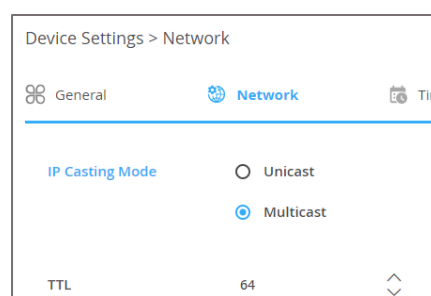 Device Settings > Network
General Network
IP Casting Mode Unicast
Multicast
TTL 64